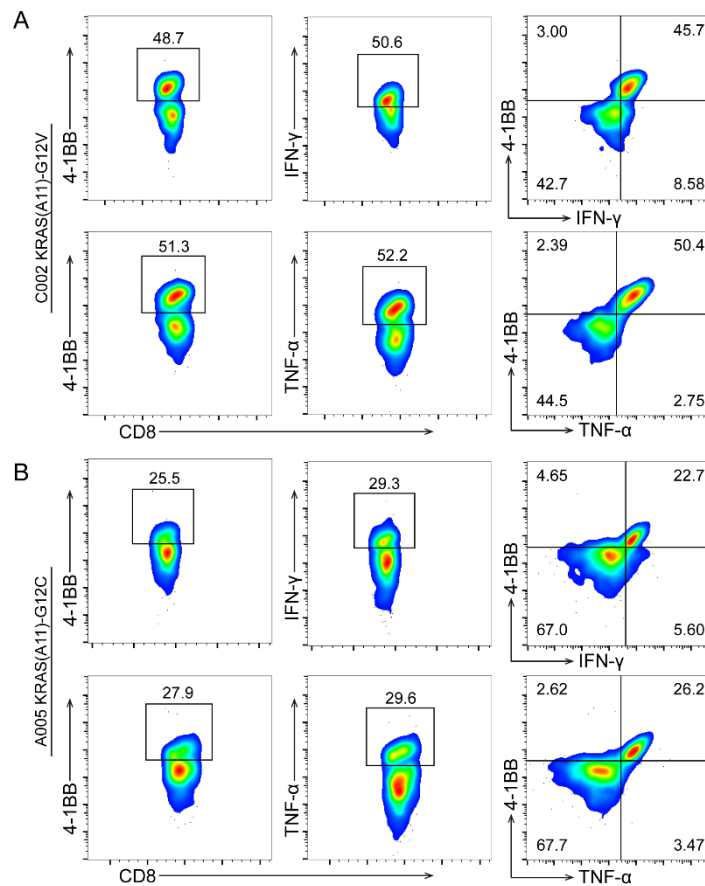 A
C002 KRAS(A11)-G12V
48.7
4-1BB
50.6
IFN-γ
3.00
45.7
42.7
8.58
4-1BB
IFN-γ
51.3
4-1BB
52.2
TNF-α
2.39
50.4
44.5
2.75
4-1BB
TNF-α
CD8
B
A005 KRAS(A11)-G12C
25.5
4-1BB
29.3
IFN-γ
4.65
22.7
67.0
5.60
4-1BB
IFN-γ
27.9
4-1BB
29.6
TNF-α
2.62
26.2
67.7
3.47
4-1BB
TNF-α
CD8